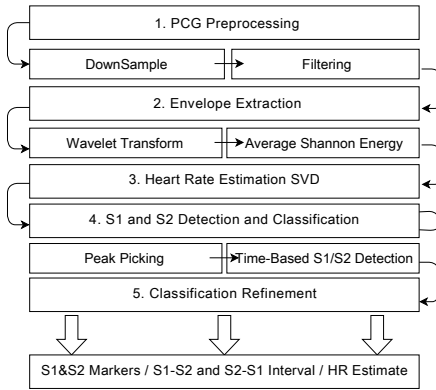 1. PCG Preprocessing
DownSample
Filtering
2. Envelope Extraction
Wavelet Transform
Average Shannon Energy
3. Heart Rate Estimation SVD
4. S1 and S2 Detection and Classification
Peak Picking
Time-Based S1/S2 Detection
5. Classification Refinement
S1&S2 Markers / S1-S2 and S2-S1 Interval / HR Estimate